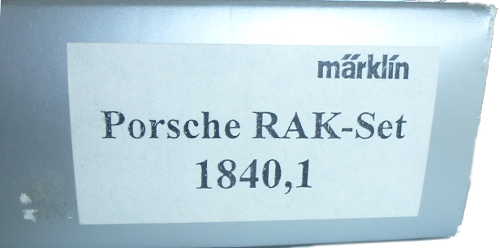 märklin
Porsche RAK-Set
1840,1